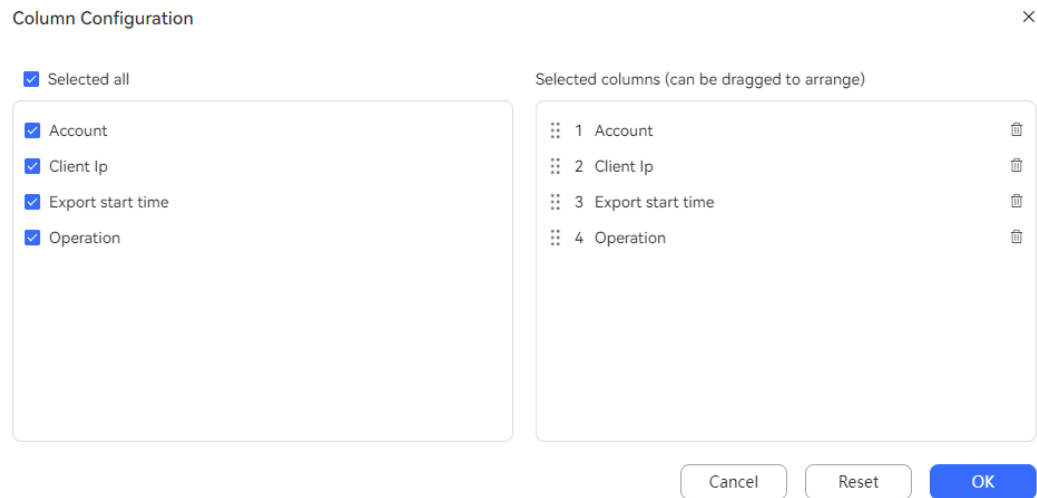 Column Configuration
Selected all
Account
Client Ip
Export start time
Operation
Selected columns (can be dragged to arrange)
1 Account
2 Client Ip
3 Export start time
4 Operation
Cancel
Reset
OK